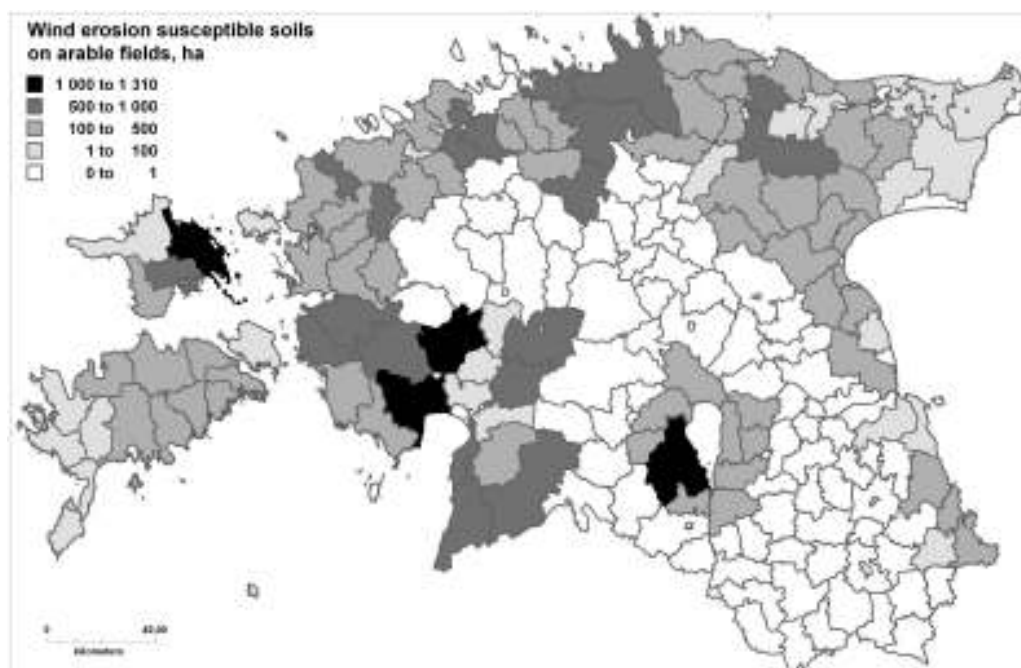 Wind erosion susceptible soils
on arable fields, ha
1 000 to 1 310
500 to 1 000
100 to 500
1 to 100
0 to 1
0
kilometers